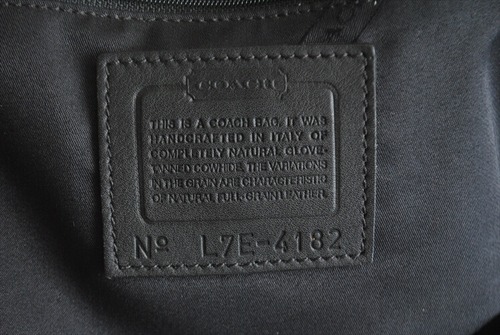 COACH
THIS IS A COACH BAG. IT WAS
HANDCRAFTED IN ITALY OF
COMPLETELY NATURAL GLOVE-
TANNED COWHIDE. THE VARIATIONS
IN THE GRAIN ARE CHARACTERISTIC
OF NATURAL FULL-GRAIN LEATHER.
Nº L7E-4182